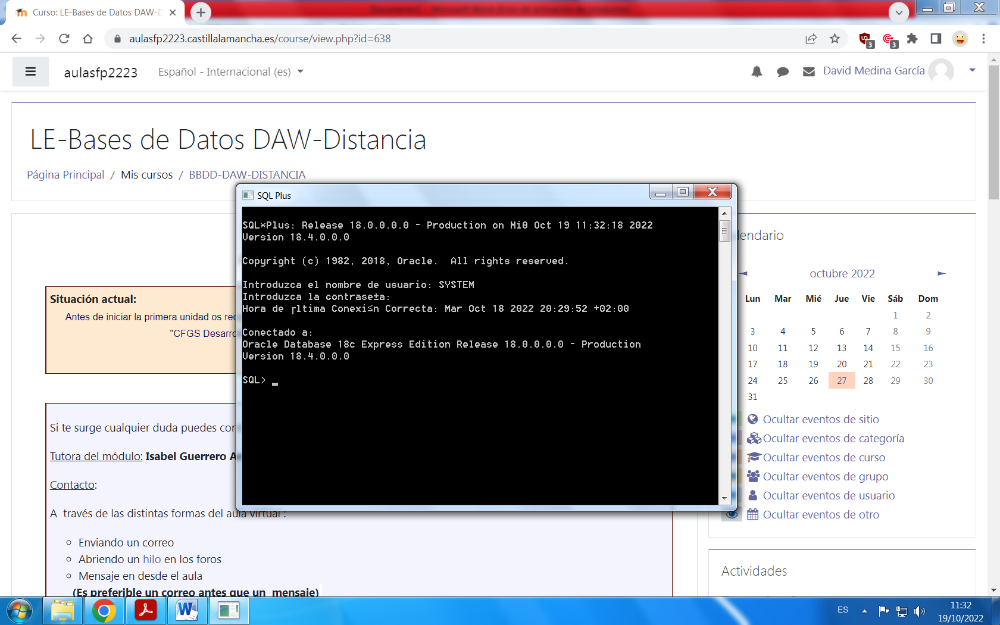 Curso: LE-Bases de Datos DAW-D
aulasfp2223.castillalamancha.es/course/view.php?id=638
3
3
aulasfp2223
Español - Internacional (es)
David Medina García
LE-Bases de Datos DAW-Distancia
Página Principal / Mis cursos / BBDD-DAW-DISTANCIA
SQL Plus
SQL*Plus: Release 18.0.0.0.0 - Production on Miθ Oct 19 11:32:18 2022
Version 18.4.0.0.0
Copyright (c) 1982, 2018, Oracle.  All rights reserved.
Introduzca el nombre de usuario: SYSTEM
Introduzca la contrase±a:
Hora de ┌ltima Conexi≤n Correcta: Mar Oct 18 2022 20:29:52 +02:00
Conectado a:
Oracle Database 18c Express Edition Release 18.0.0.0.0 - Production
Version 18.4.0.0.0
SQL>
Situación actual:
Antes de iniciar la primera unidad os rec
"CFGS Desarro
Si te surge cualquier duda puedes con
Tutora del módulo: Isabel Guerrero A
Contacto:
A través de las distintas formas del aula virtual :
Enviando un correo
Abriendo un hilo en los foros
Mensaje en desde el aula
(Es preferible un correo antes que un mensaje)
lendario
◄ octubre 2022 ►
Lun Mar Mié Jue Vie Sáb Dom
1 2
3 4 5 6 7 8 9
10 11 12 13 14 15 16
17 18 19 20 21 22 23
24 25 26 27 28 29 30
31
Ocultar eventos de sitio
Ocultar eventos de categoría
Ocultar eventos de curso
Ocultar eventos de grupo
Ocultar eventos de usuario
Ocultar eventos de otro
Actividades
ES
11:32
19/10/2022